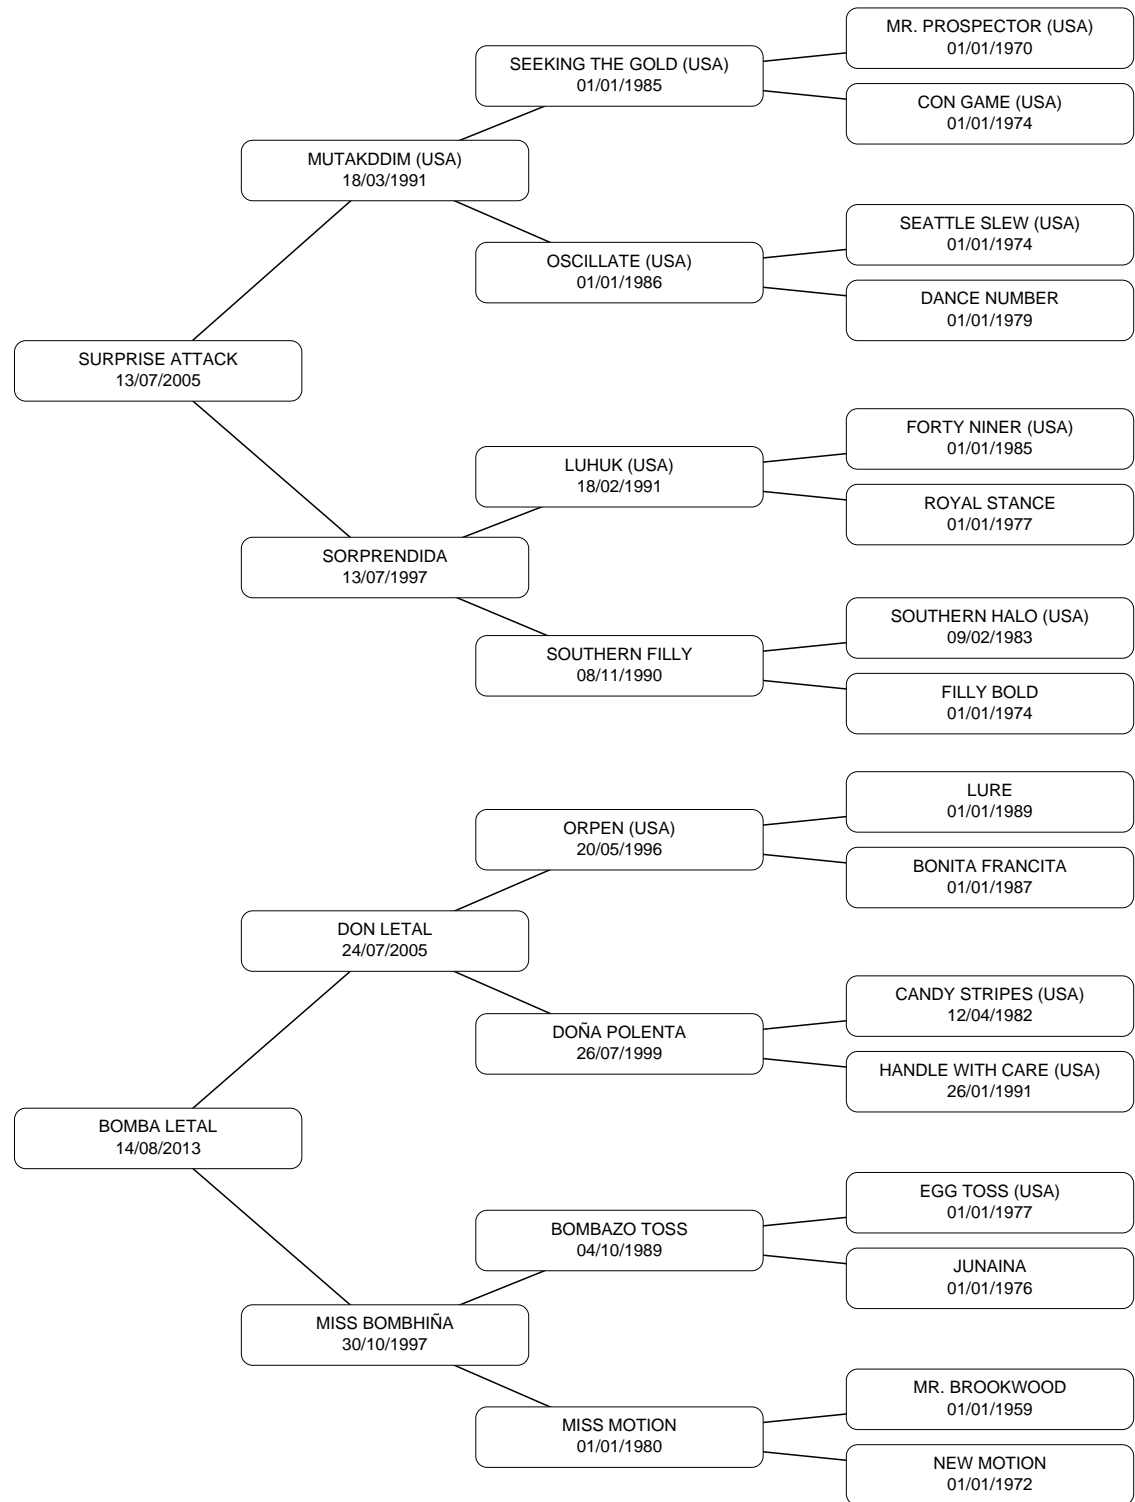 MR. PROSPECTOR (USA)
01/01/1970
SEEKING THE GOLD (USA)
01/01/1985
CON GAME (USA)
01/01/1974
MUTAKDDIM (USA)
18/03/1991
SEATTLE SLEW (USA)
01/01/1974
OSCILLATE (USA)
01/01/1986
DANCE NUMBER
01/01/1979
SURPRISE ATTACK
13/07/2005
FORTY NINER (USA)
01/01/1985
LUHUK (USA)
18/02/1991
ROYAL STANCE
01/01/1977
SORPRENDIDA
13/07/1997
SOUTHERN HALO (USA)
09/02/1983
SOUTHERN FILLY
08/11/1990
FILLY BOLD
01/01/1974
LURE
01/01/1989
ORPEN (USA)
20/05/1996
BONITA FRANCITA
01/01/1987
DON LETAL
24/07/2005
CANDY STRIPES (USA)
12/04/1982
DOÑA POLENTA
26/07/1999
HANDLE WITH CARE (USA)
26/01/1991
BOMBA LETAL
14/08/2013
EGG TOSS (USA)
01/01/1977
BOMBAZO TOSS
04/10/1989
JUNAINA
01/01/1976
MISS BOMBHIÑA
30/10/1997
MR. BROOKWOOD
01/01/1959
MISS MOTION
01/01/1980
NEW MOTION
01/01/1972